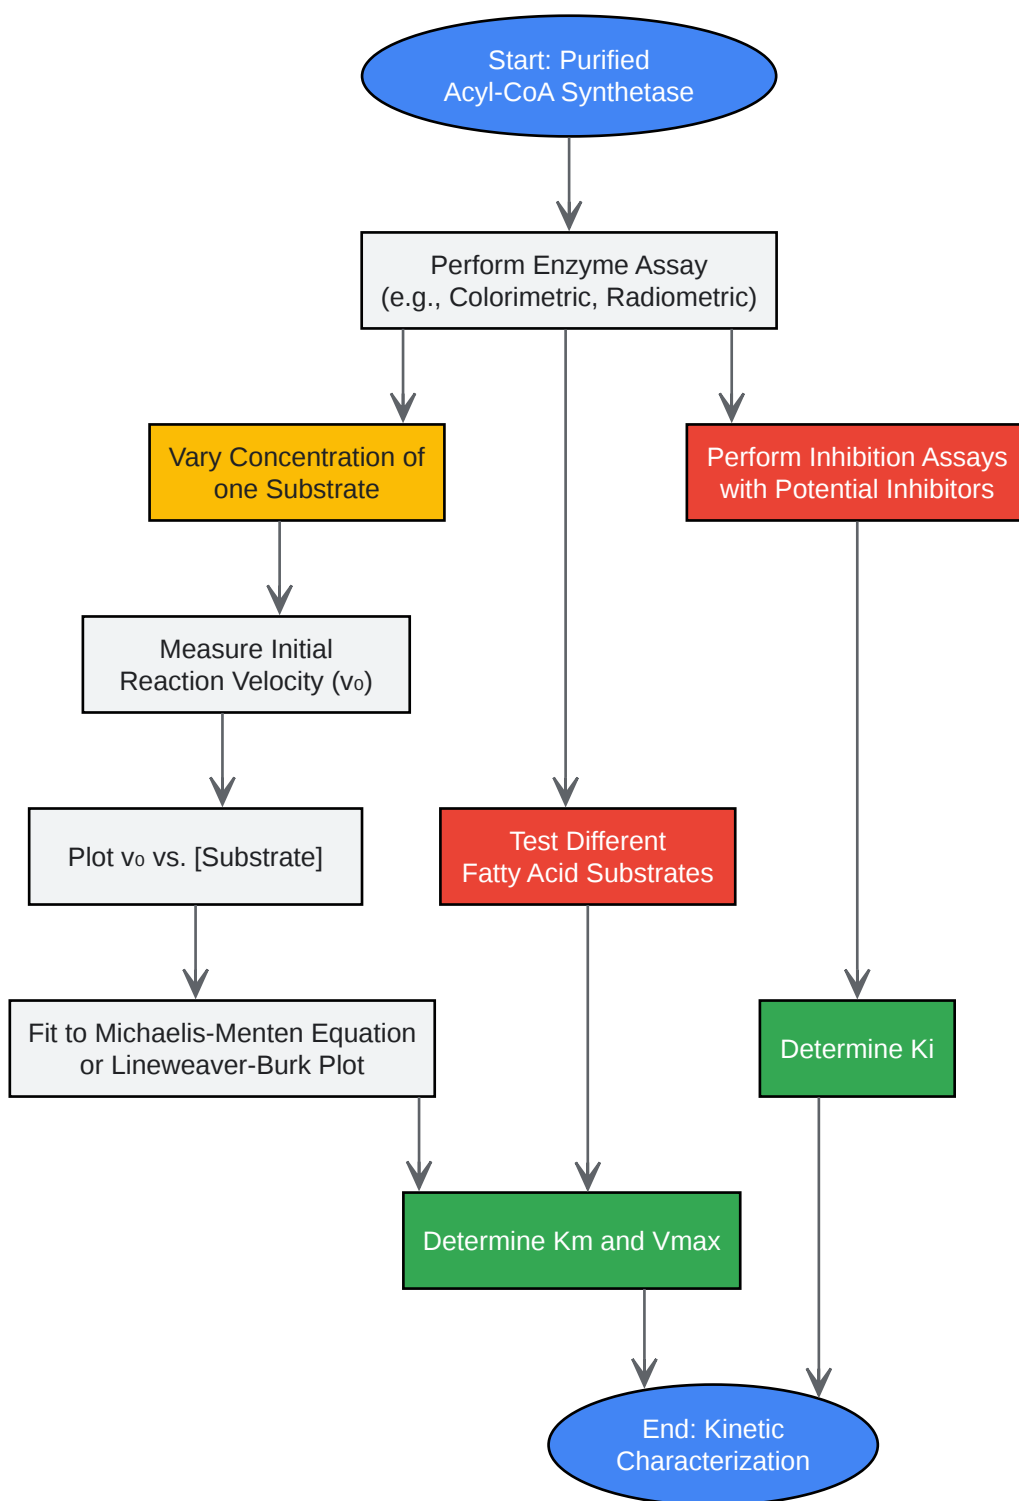 Start: Purified
Acyl-CoA Synthetase
Perform Enzyme Assay
(e.g., Colorimetric, Radiometric)
Vary Concentration of
one Substrate
Perform Inhibition Assays
with Potential Inhibitors
Measure Initial
Reaction Velocity (v₀)
Plot v₀ vs. [Substrate]
Test Different
Fatty Acid Substrates
Fit to Michaelis-Menten Equation
or Lineweaver-Burk Plot
Determine Ki
Determine Km and Vmax
End: Kinetic
Characterization